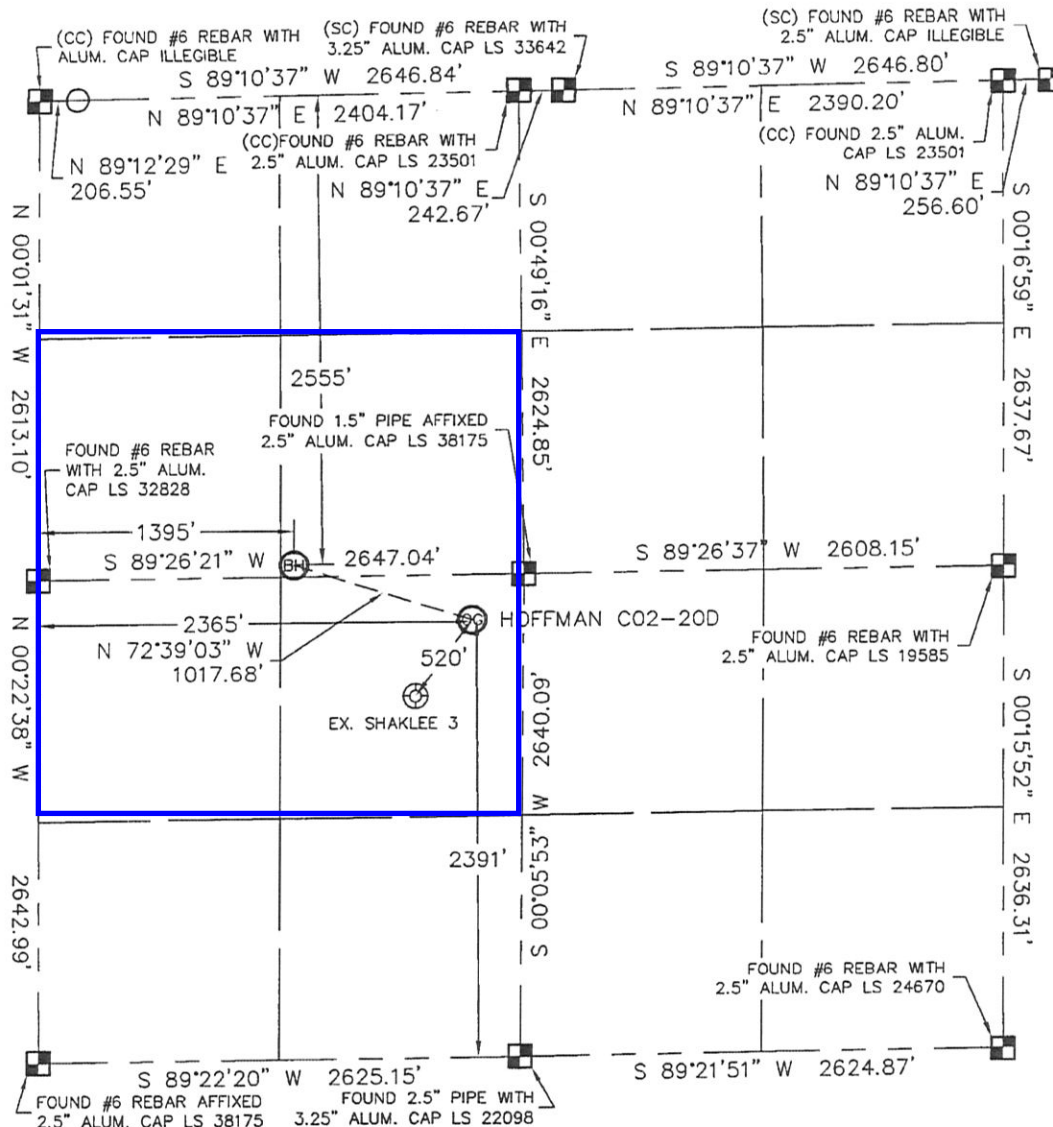 (CC) FOUND #6 REBAR WITH
ALUM. CAP ILLEGIBLE
(SC) FOUND #6 REBAR WITH
3.25" ALUM. CAP LS 33642
(SC) FOUND #6 REBAR WITH
2.5" ALUM. CAP ILLEGIBLE
S 89°10'37" W 2646.84'
S 89°10'37" W 2646.80'
N 89°10'37" E 2404.17'
N 89°10'37" E 2390.20'
(CC)FOUND #6 REBAR WITH
2.5" ALUM. CAP LS 23501
(CC) FOUND 2.5" ALUM.
CAP LS 23501
N 89°12'29" E
206.55'
N 89°10'37" E
242.67'
N 89°10'37" E
256.60'
N 00°01'31" W 2613.10'
S 00°49'16" E 2624.85'
S 00°16'59" E 2637.67'
2555'
FOUND 1.5" PIPE AFFIXED
2.5" ALUM. CAP LS 38175
FOUND #6 REBAR
WITH 2.5" ALUM.
CAP LS 32828
1395'
S 89°26'21" W 2647.04'
BH
S 89°26'37" W 2608.15'
2365'
HOFFMAN C02-20D
N 72°39'03" W
1017.68'
520'
EX. SHAKLEE 3
FOUND #6 REBAR WITH
2.5" ALUM. CAP LS 19585
N 00°22'38" W 2642.99'
S 00°05'53" W 2640.09'
S 00°15'52" E 2636.31'
2391'
FOUND #6 REBAR WITH
2.5" ALUM. CAP LS 24670
S 89°22'20" W 2625.15'
S 89°21'51" W 2624.87'
FOUND #6 REBAR AFFIXED
2.5" ALUM. CAP LS 38175
FOUND 2.5" PIPE WITH
3.25" ALUM. CAP LS 22098